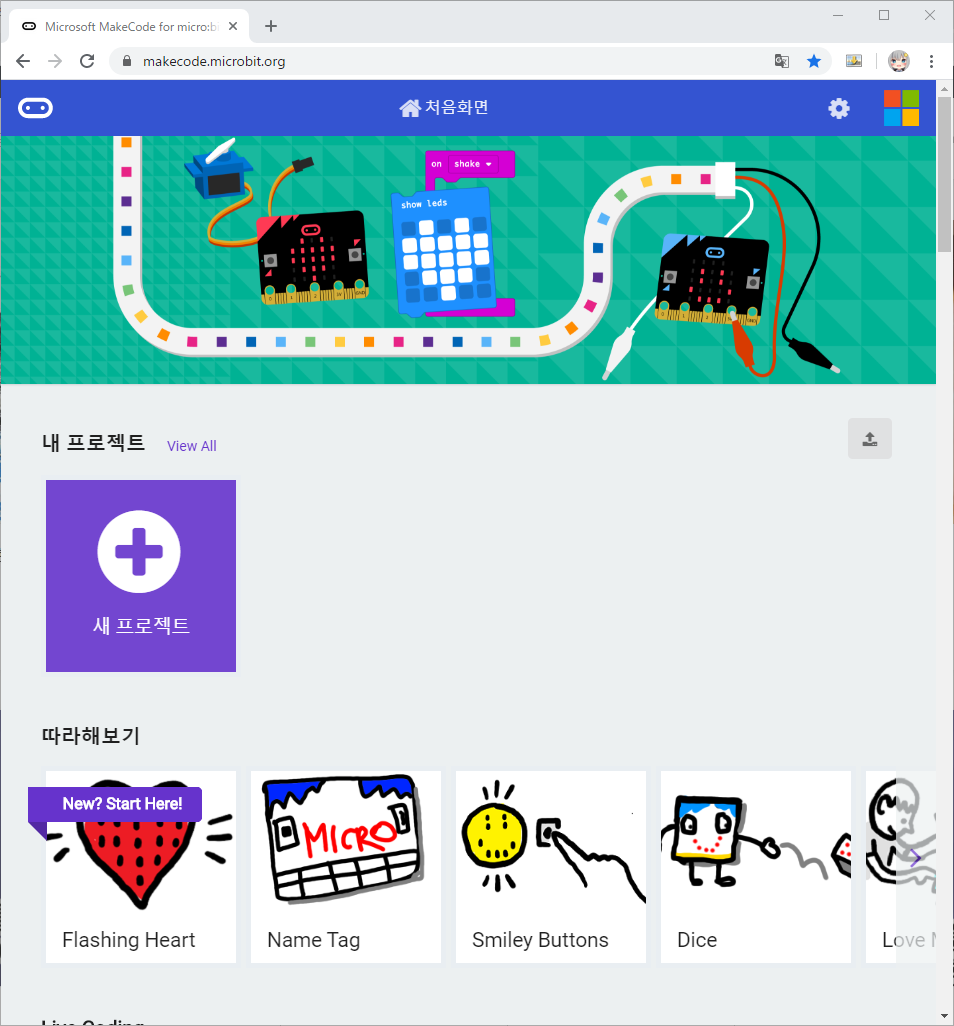 Microsoft MakeCode for micro:b
makecode.microbit.org
처음화면
on shake
show leds
내 프로젝트 View All
새 프로젝트
따라해보기
New? Start Here!
MICRO
Flashing Heart
Name Tag
Smiley Buttons
Dice
Love
Live Coding